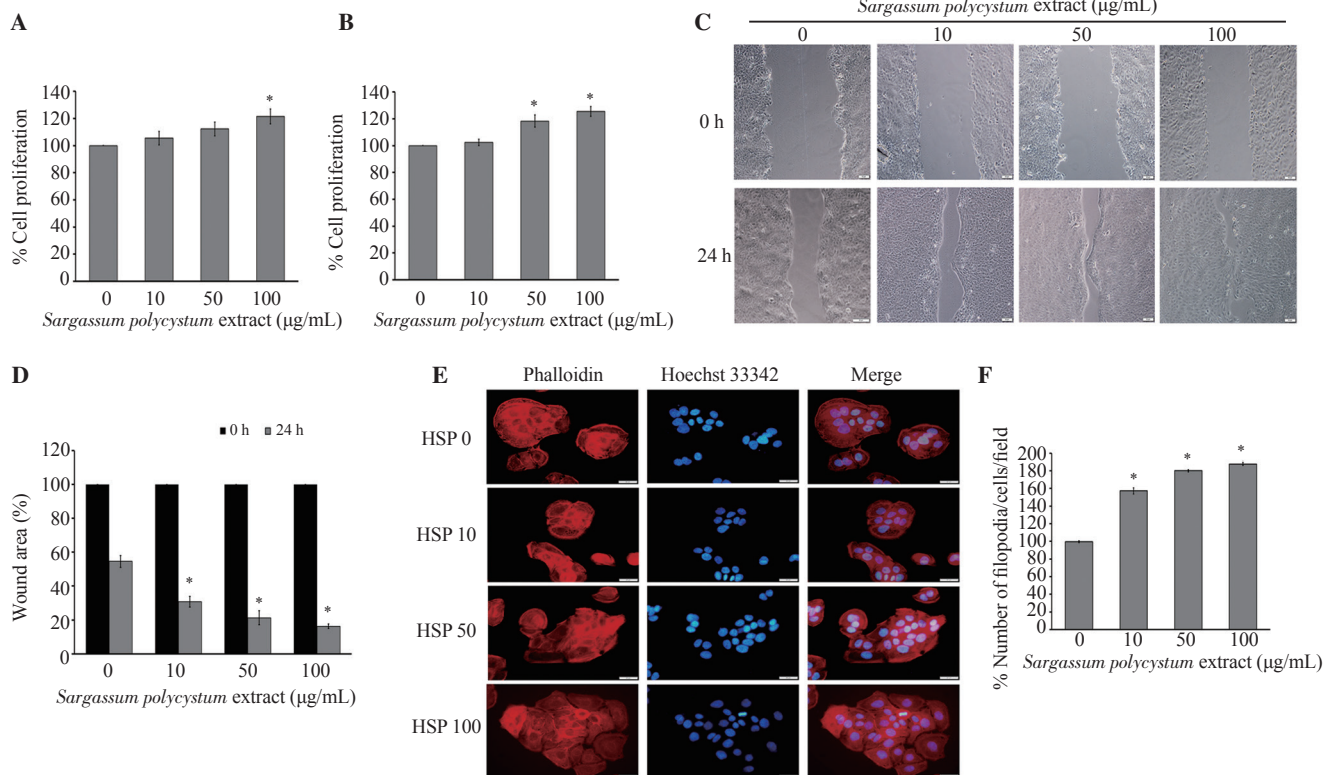 A
% Cell proliferation
140
120
100
80
60
40
20
0
*
0 10 50 100
Sargassum polycystum extract (μg/mL)
B
% Cell proliferation
140
120
100
80
60
40
20
0
* *
0 10 50 100
Sargassum polycystum extract (μg/mL)
C
Sargassum polycystum extract (μg/mL)
0 10 50 100
0 h
24 h
D
0 h 24 h
Wound area (%)
120
100
80
60
40
20
0
* * *
0 10 50 100
Sargassum polycystum extract (μg/mL)
E
Phalloidin Hoechst 33342 Merge
HSP 0
HSP 10
HSP 50
HSP 100
F
% Number of filopodia/cells/field
200
180
160
140
120
100
80
60
40
20
0
* * *
0 10 50 100
Sargassum polycystum extract (μg/mL)